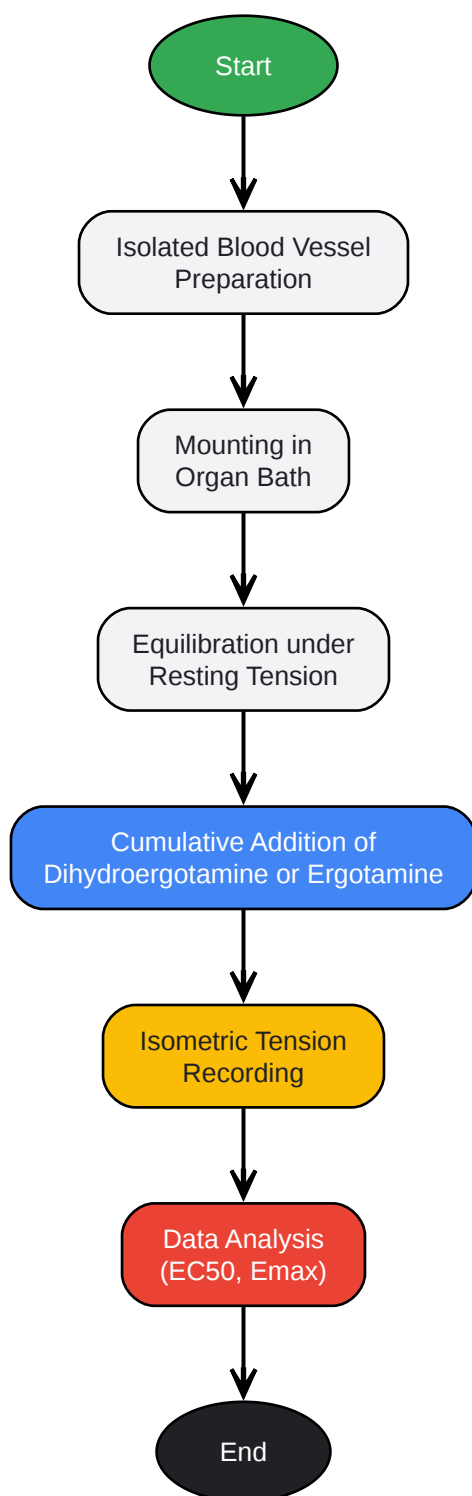 Start
Isolated Blood Vessel
Preparation
Mounting in
Organ Bath
Equilibration under
Resting Tension
Cumulative Addition of
Dihydroergotamine or Ergotamine
Isometric Tension
Recording
Data Analysis
(EC50, Emax)
End